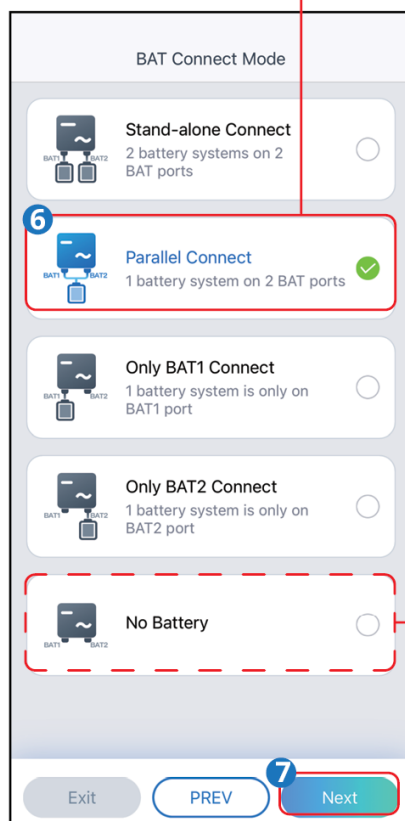 BAT Connect Mode
Stand-alone Connect
2 battery systems on 2
BAT ports
BAT1 BAT2
6
Parallel Connect
1 battery system on 2 BAT ports
BAT1 BAT2
Only BAT1 Connect
1 battery system is only on
BAT1 port
BAT1 BAT2
Only BAT2 Connect
1 battery system is only on
BAT2 port
BAT1 BAT2
No Battery
BAT1 BAT2
7
Exit PREV Next